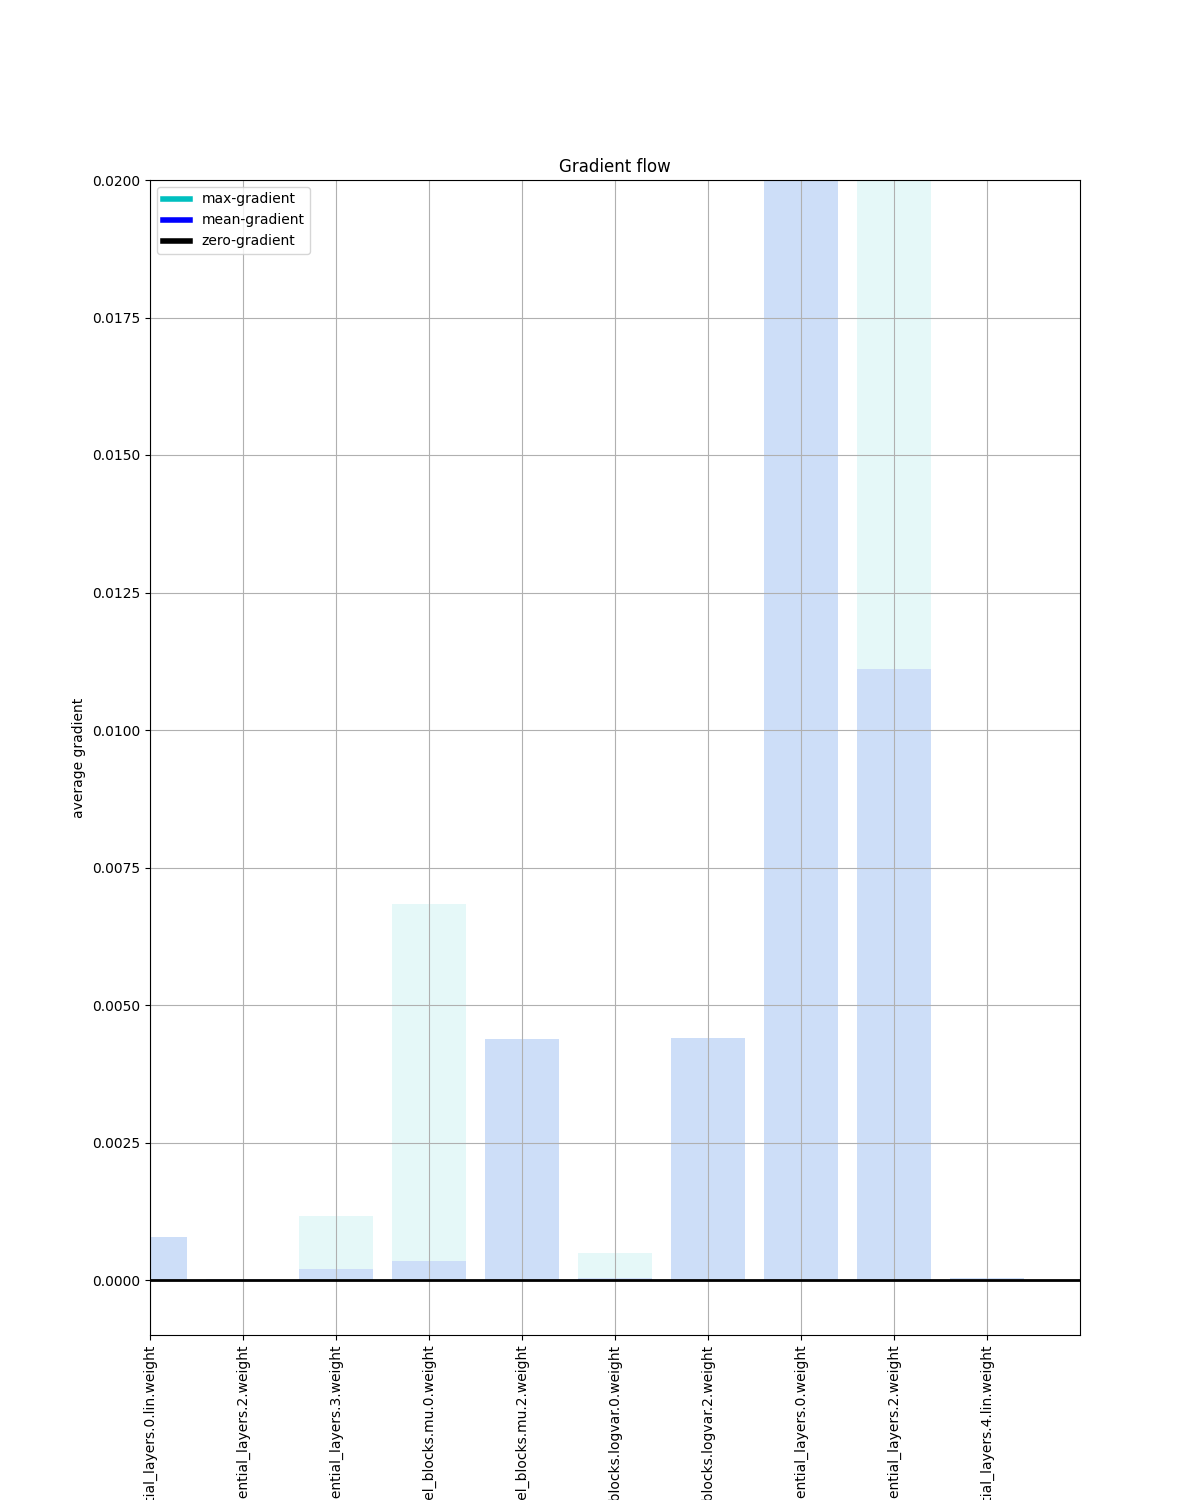 Gradient flow
max-gradient
mean-gradient
zero-gradient
0.0200
0.0175
0.0150
0.0125
0.0100
0.0075
0.0050
0.0025
0.0000
average gradient
tial_layers.0.lin.weight
ential_layers.2.weight
ential_layers.3.weight
el_blocks.mu.0.weight
el_blocks.mu.2.weight
blocks.logvar.0.weight
blocks.logvar.2.weight
ential_layers.0.weight
ential_layers.2.weight
tial_layers.4.lin.weight